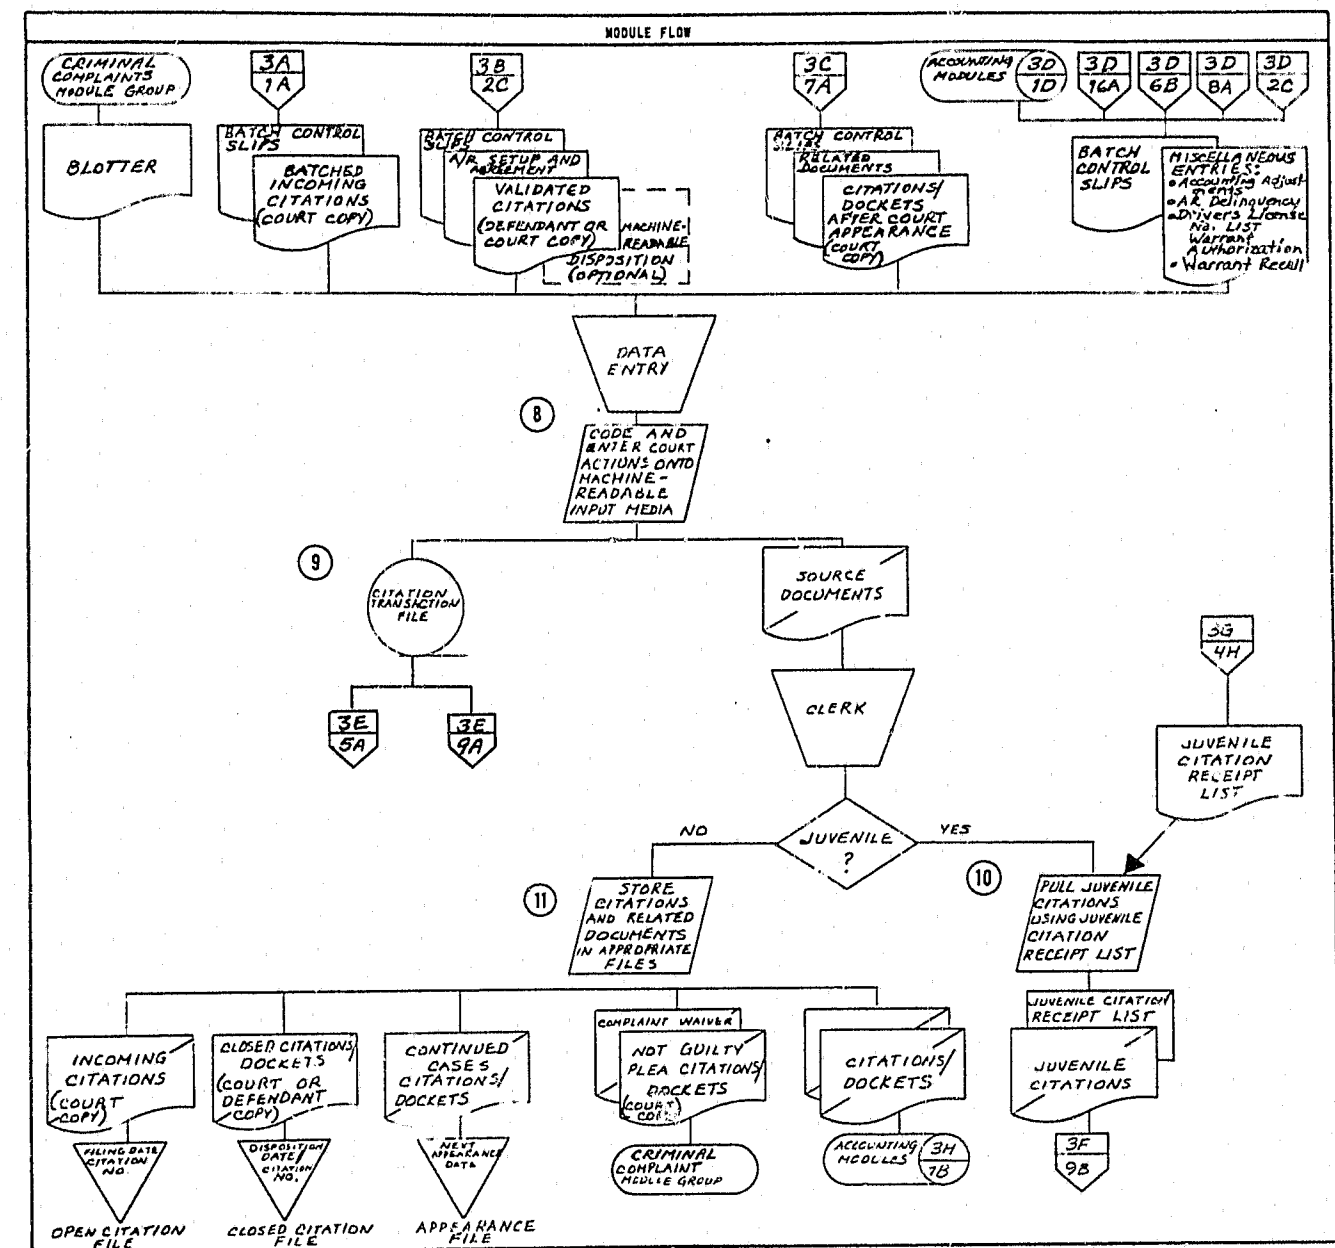 MODULE FLOW
CRIMINAL
COMPLAINTS
MODULE GROUP
3A
1A
3B
2C
3C
7A
ACCOUNTING
MODULES
3D
1D
3D
16A
3D
6B
3D
8A
3D
2C
BLOTTER
BATCH CONTROL
SLIPS
BATCHED
INCOMING
CITATIONS
(COURT COPY)
BATCH CONTROL
SLIPS
A/R SETUP AND
AGREEMENT
VALIDATED
CITATIONS
(DEFENDANT OR
COURT COPY)
MACHINE-
READABLE
DISPOSITION
(OPTIONAL)
BATCH CONTROL
SLIPS
RELATED
DOCUMENTS
CITATIONS/
DOCKETS
AFTER COURT
APPEARANCE
(COURT
COPY)
BATCH
CONTROL
SLIPS
MISCELLANEOUS
ENTRIES:
• Accounting Adjust-
ments
• AR Delinquency
• Drivers License
No. LIST
Warrant
Authorization
• Warrant Recall
DATA
ENTRY
8
CODE AND
ENTER COURT
ACTIONS ONTO
MACHINE-
READABLE
INPUT MEDIA
9
CITATION
TRANSACTION
FILE
SOURCE
DOCUMENTS
3E
5A
3E
9A
CLERK
3G
4H
JUVENILE
CITATION
RECEIPT
LIST
NO
JUVENILE
?
YES
10
11
STORE
CITATIONS
AND RELATED
DOCUMENTS
IN APPROPRIATE
FILES
PULL JUVENILE
CITATIONS
USING JUVENILE
CITATION
RECEIPT LIST
INCOMING
CITATIONS
(COURT
COPY)
CLOSED CITATIONS/
DOCKETS
(COURT OR
DEFENDANT
COPY)
CONTINUED
CASES
CITATIONS/
DOCKETS
COMPLAINT WAIVER
NOT GUILTY
PLEA CITATIONS/
DOCKETS
(COURT
COPY)
CITATIONS/
DOCKETS
JUVENILE CITATION
RECEIPT LIST
JUVENILE
CITATIONS
FILING DATE
CITATION
NO.
DISPOSITION
DATE/
CITATION
NO.
NEXT
APPEARANCE
DATE
CRIMINAL
COMPLAINT
MODULE GROUP
ACCOUNTING
MODULES
3H
7B
3F
9B
OPEN CITATION
FILE
CLOSED CITATION
FILE
APPEARANCE
FILE